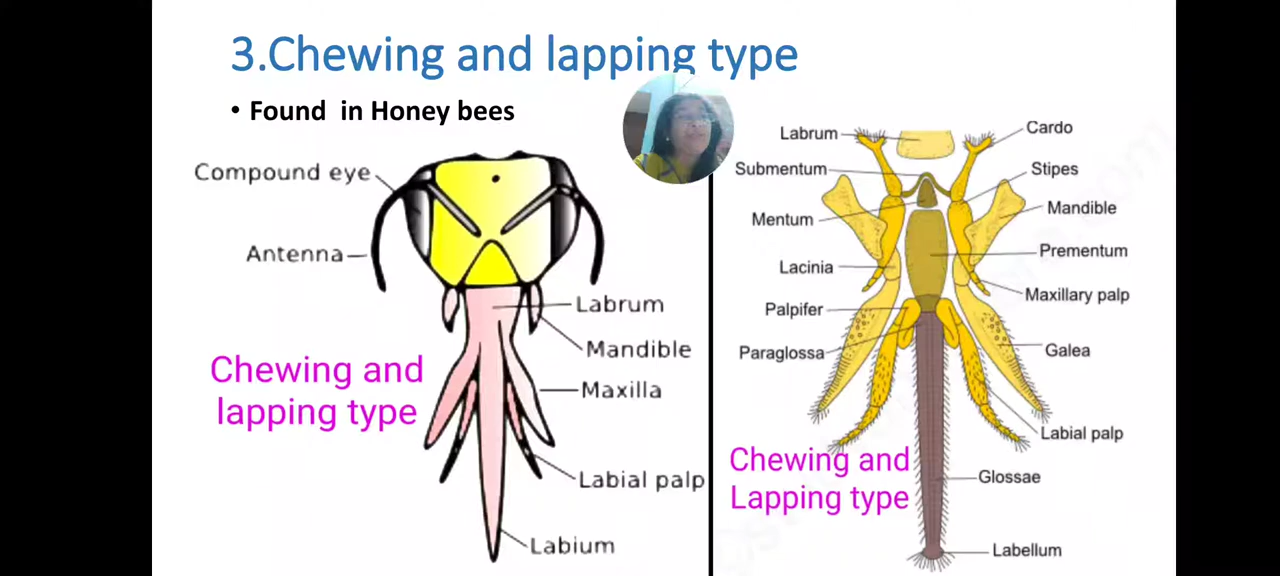 3.Chewing and lapping type
• Found in Honey bees
Compound eye
Antenna
Labrum
Mandible
Maxilla
Labial palp
Labium
Chewing and
lapping type
Labrum
Submentum
Mentum
Lacinia
Palpifer
Paraglossa
Cardo
Stipes
Mandible
Prementum
Maxillary palp
Galea
Labial palp
Glossae
Labellum
Chewing and
Lapping type